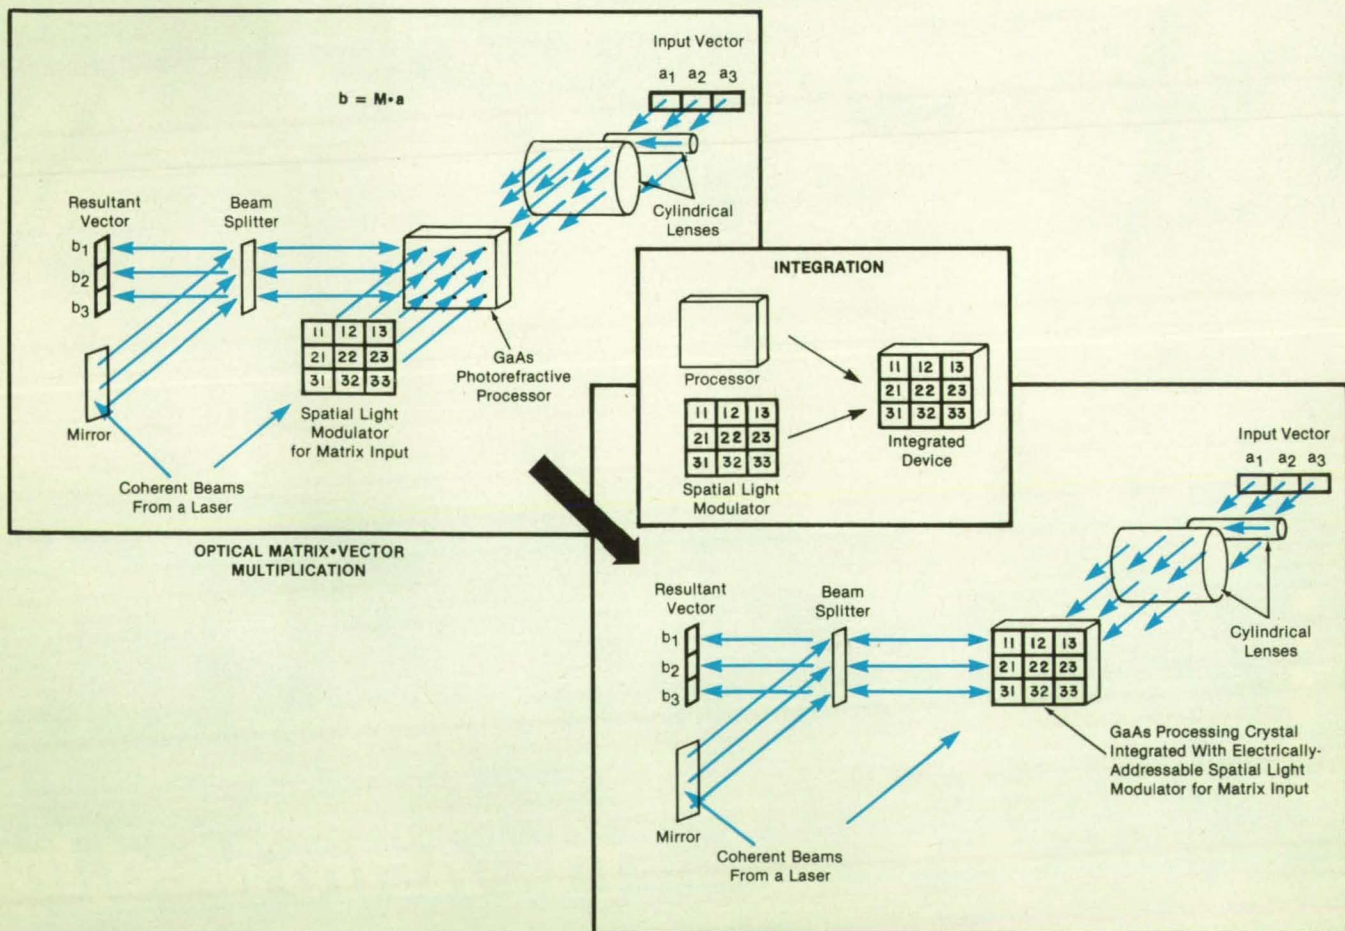 Input Vector
a1 a2 a3
b = M•a
Cylindrical
Lenses
Resultant
Vector
Beam
Splitter
b1
b2
b3
11 12 13
21 22 23
31 32 33
GaAs
Photorefractive
Processor
Mirror
Spatial Light
Modulator
for Matrix Input
Coherent Beams
From a Laser
OPTICAL MATRIX•VECTOR
MULTIPLICATION
INTEGRATION
Processor
11 12 13
21 22 23
31 32 33
Spatial Light
Modulator
11 12 13
21 22 23
31 32 33
Integrated
Device
Input Vector
a1 a2 a3
Cylindrical
Lenses
Resultant
Vector
Beam
Splitter
b1
b2
b3
11 12 13
21 22 23
31 32 33
GaAs Processing Crystal
Integrated With Electrically-
Addressable Spatial Light
Modulator for Matrix Input
Mirror
Coherent Beams
From a Laser